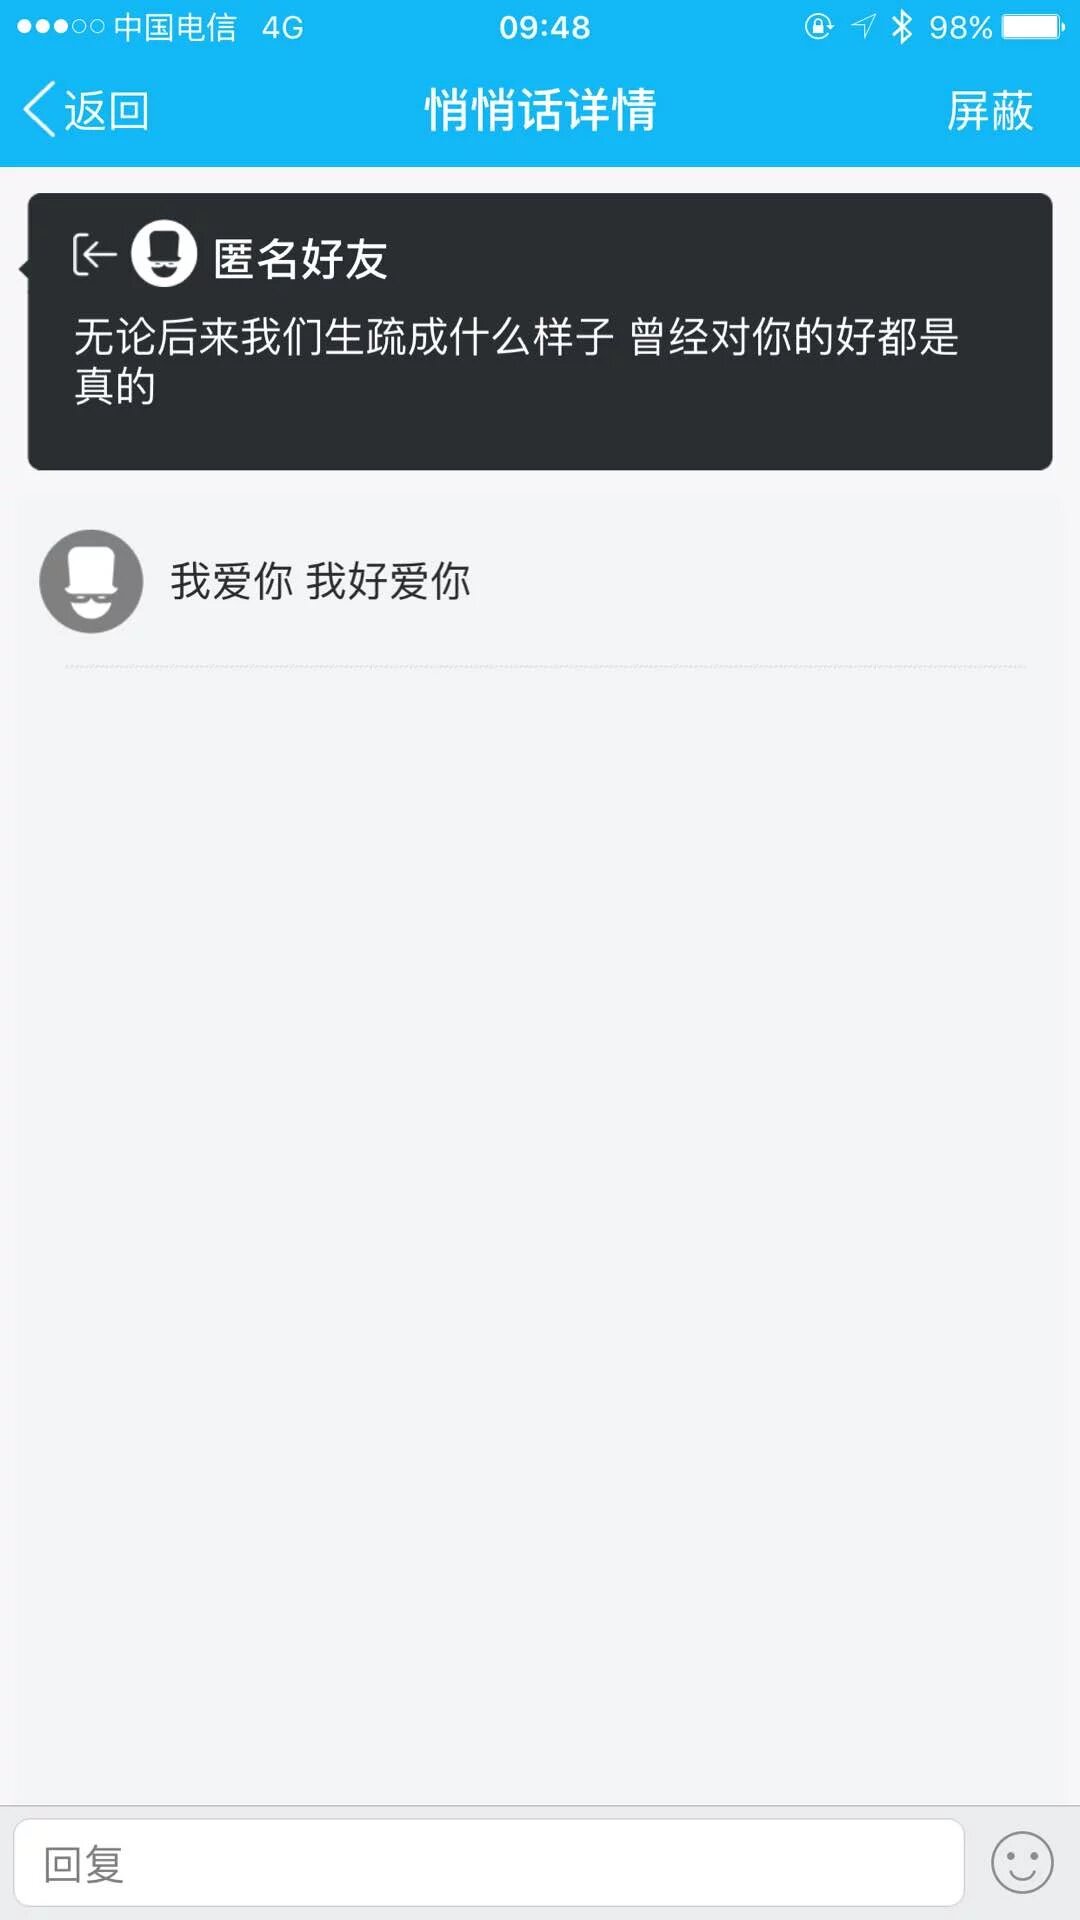 中国电信 4G 09:48 98%
返回 悄悄话详情 屏蔽
匿名好友
无论后来我们生疏成什么样子 曾经对你的好都是
真的
我爱你 我好爱你
回复